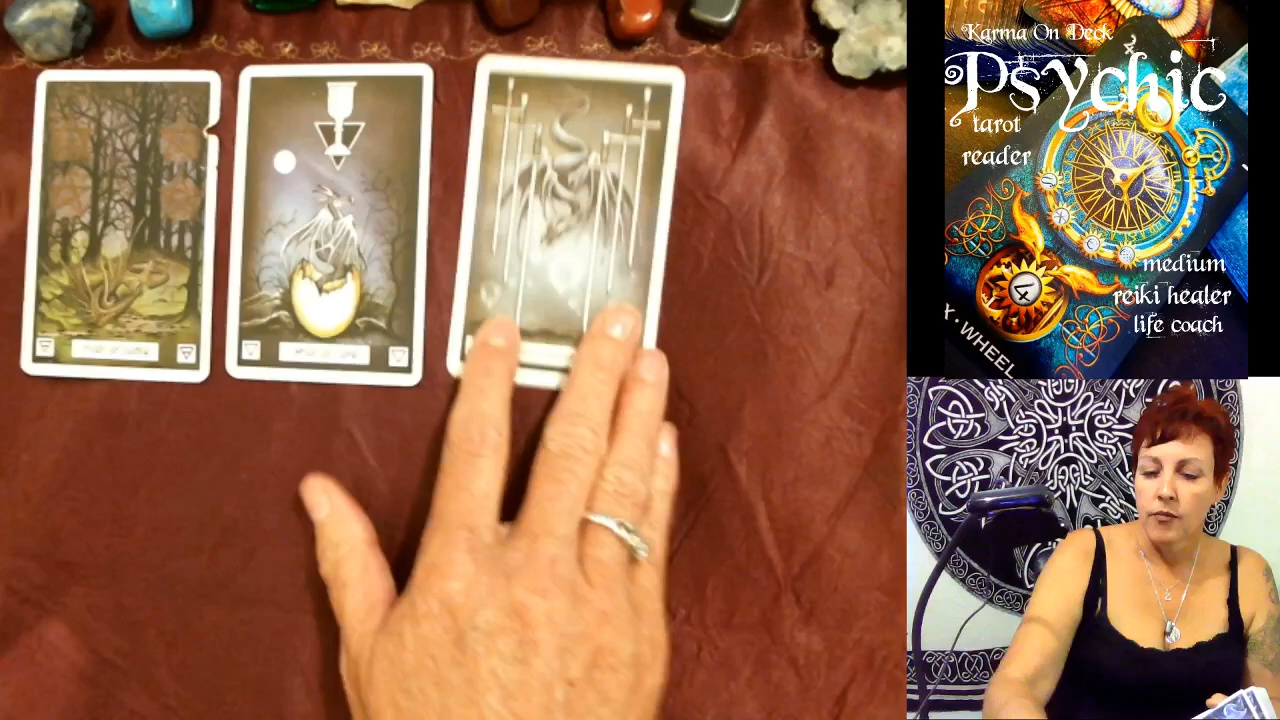 Karma On Deck
Psychic
tarot
reader
medium
reiki healer
life coach
X • WHEEL